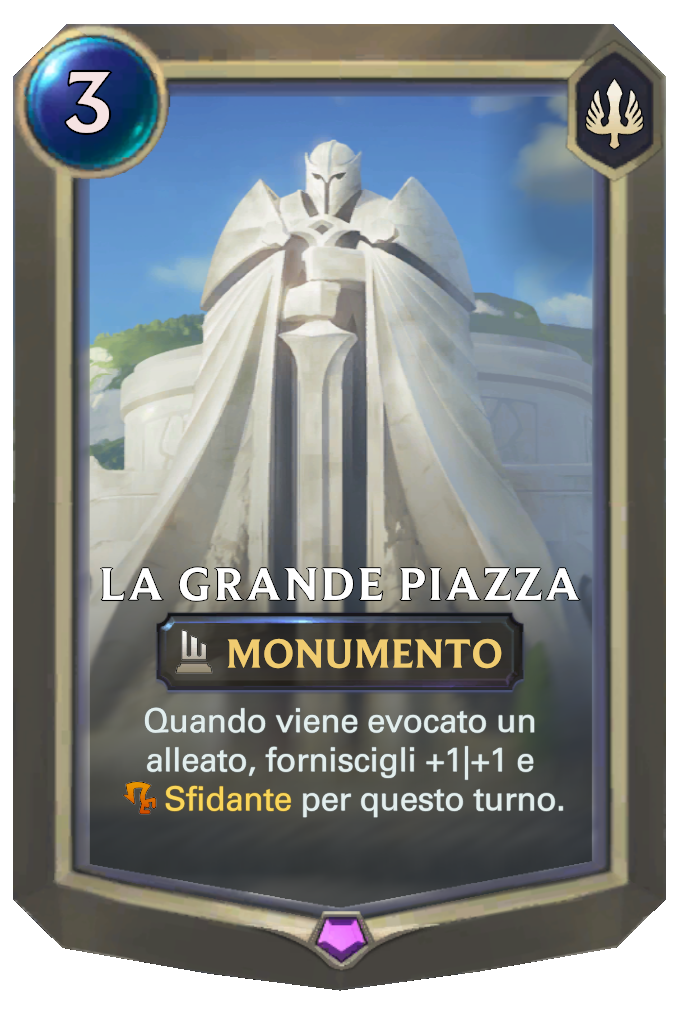 3
LA GRANDE PIAZZA
MONUMENTO
Quando viene evocato un
alleato, forniscigli +1|+1 e
Sfidante per questo turno.